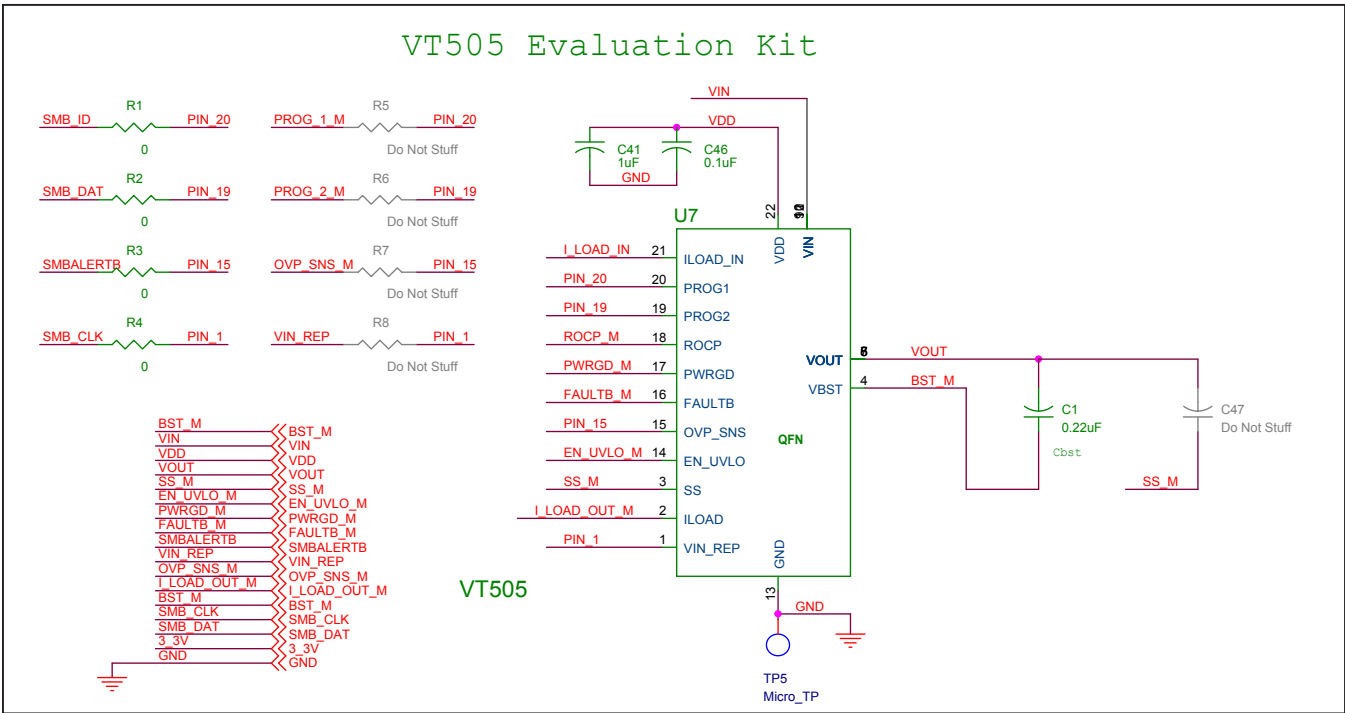 VT505 Evaluation Kit
R1
SMB_ID
PIN_20
0
R5
PROG_1_M
PIN_20
Do Not Stuff
R2
SMB_DAT
PIN_19
0
R6
PROG_2_M
PIN_19
Do Not Stuff
R3
SMBALERTB
PIN_15
0
R7
OVP_SNS_M
PIN_15
Do Not Stuff
R4
SMB_CLK
PIN_1
0
R8
VIN_REP
PIN_1
Do Not Stuff
VIN
VDD
C41
1uF
C46
0.1uF
GND
U7
22
VDD
VIN
I_LOAD_IN 21 ILOAD_IN
PIN_20 20 PROG1
PIN_19 19 PROG2
ROCP_M 18 ROCP
PWRGD_M 17 PWRGD
FAULTB_M 16 FAULTB
PIN_15 15 OVP_SNS
EN_UVLO_M 14 EN_UVLO
SS_M 3 SS
I_LOAD_OUT_M 2 ILOAD
PIN_1 1 VIN_REP
QFN
VOUT
VOUT
VBST 4 BST_M
C1
0.22uF
Cbst
C47
Do Not Stuff
SS_M
GND
13
GND
TP5
Micro_TP
VT505
BST_M BST_M
VIN VIN
VDD VDD
VOUT VOUT
SS_M SS_M
EN_UVLO_M EN_UVLO_M
PWRGD_M PWRGD_M
FAULTB_M FAULTB_M
SMBALERTB SMBALERTB
VIN_REP VIN_REP
OVP_SNS_M OVP_SNS_M
I_LOAD_OUT_M I_LOAD_OUT_M
BST_M BST_M
SMB_CLK SMB_CLK
SMB_DAT SMB_DAT
3_3V 3_3V
GND GND